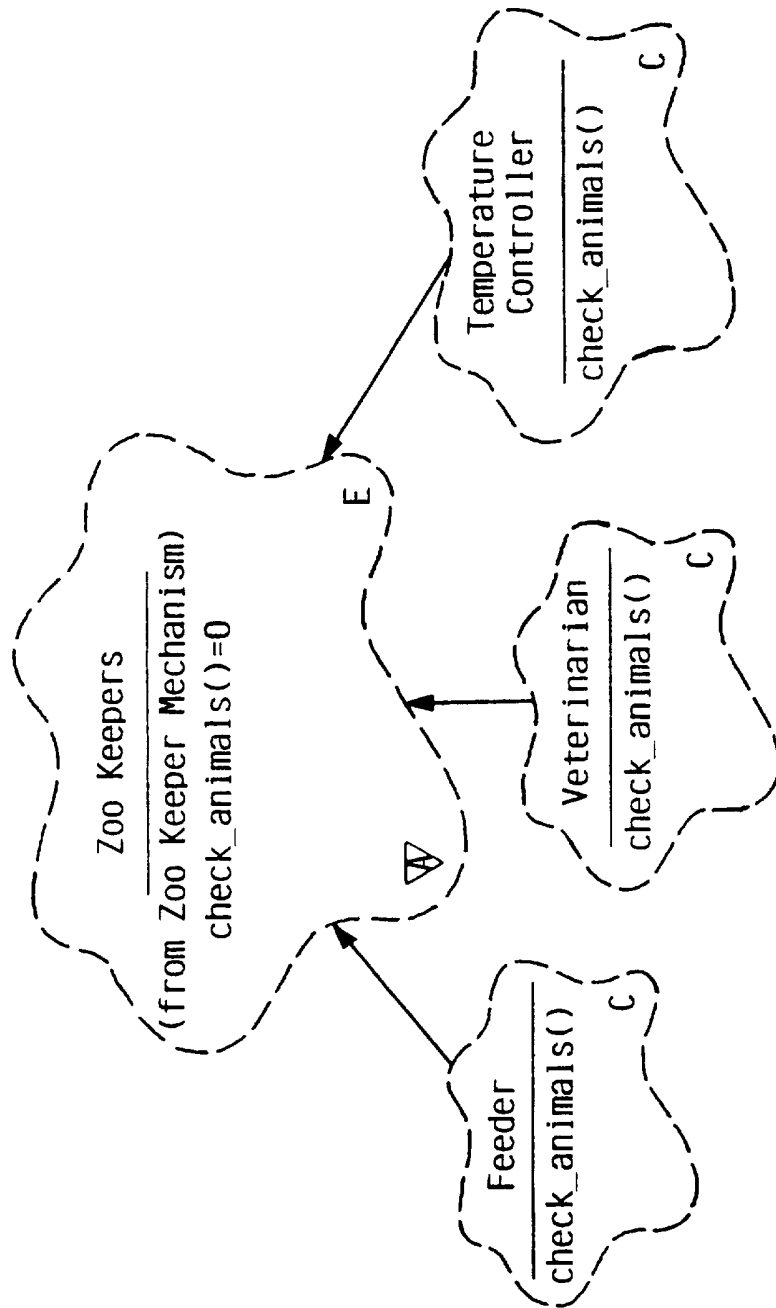 Zoo Keepers
(from Zoo Keeper Mechanism)
check_animals()=0
A
E
Feeder
check_animals()
C
Veterinarian
check_animals()
C
Temperature
Controller
check_animals()
C